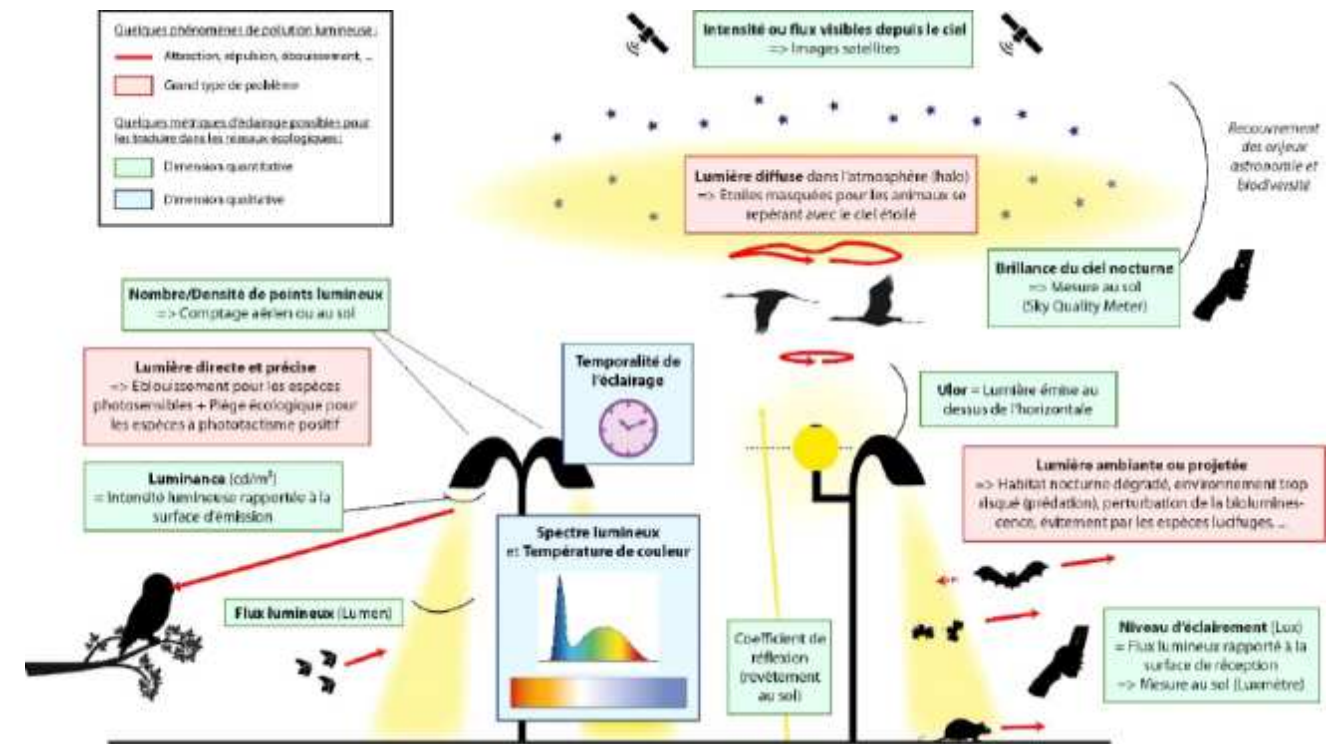 Quelques phénomènes de pollution lumineuse :
Attraction, répulsion, éblouissement, ...
Grand type de problème
Quelques métriques d'éclairage possibles pour
les traduire dans les réseaux écologiques :
Dimension quantitative
Dimension qualitative
Intensité ou flux visibles depuis le ciel
=> Images satellites
Recouvrement
des enjeux
astronomie et
biodiversité
Lumière diffuse dans l'atmosphère (halo)
=> Etoiles masquées pour les animaux se
repérant avec le ciel étoilé
Brillance du ciel nocturne
=> Mesure au sol
(Sky Quality Meter)
Nombre/Densité de points lumineux
=> Comptage aérien ou au sol
Lumière directe et précise
=> Eblouissement pour les espèces
photosensibles + Piège écologique pour
les espèces à phototactisme positif
Temporalité de
l'éclairage
Ulor = Lumière émise au
dessus de l'horizontale
Luminance (cd/m²)
= Intensité lumineuse rapportée à la
surface d'émission
Lumière ambiante ou projetée
=> Habitat nocturne dégradé, environnement trop
risqué (prédation), perturbation de la biolumines-
cence, évitement par les espèces lucifuges, ...
Spectre lumineux
et Température de couleur
Flux lumineux (Lumen)
Coefficient de
réflexion
(revêtement
au sol)
Niveau d'éclairement (Lux)
= Flux lumineux rapporté à la
surface de réception
=> Mesure au sol (Luxmètre)